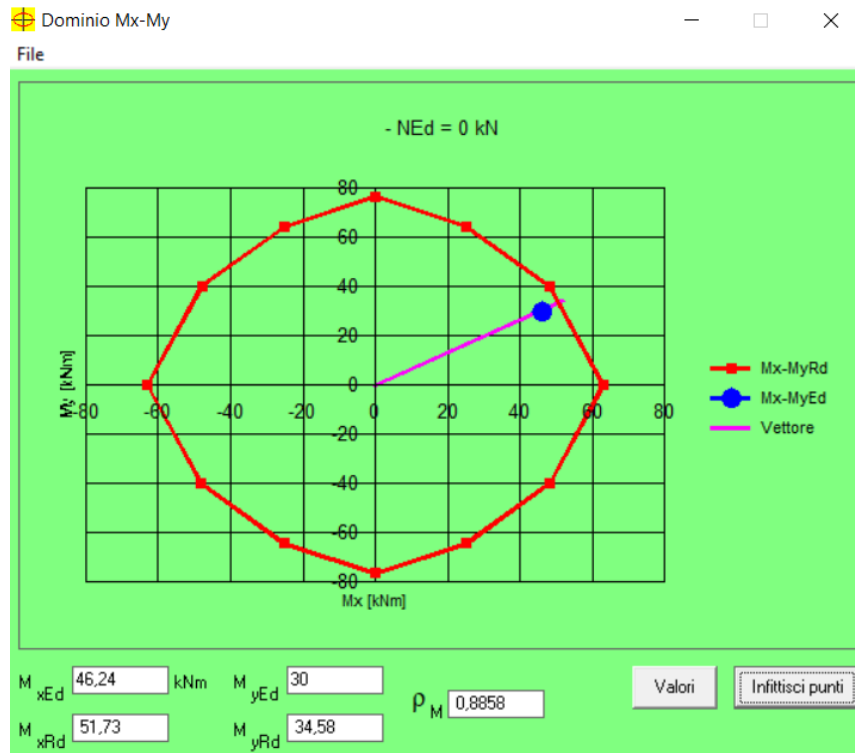 Dominio Mx-My
File
- NEd = 0 kN
80
60
40
20
0
-20
-40
-60
-80
-80 -60 -40 -20 0 20 40 60 80
My [kNm]
Mx [kNm]
Mx-MyRd
Mx-MyEd
Vettore
M xEd 46,24 kNm M yEd 30
M xRd 51,73 M yRd 34,58
ρ M 0,8858
Valori
Infittisci punti